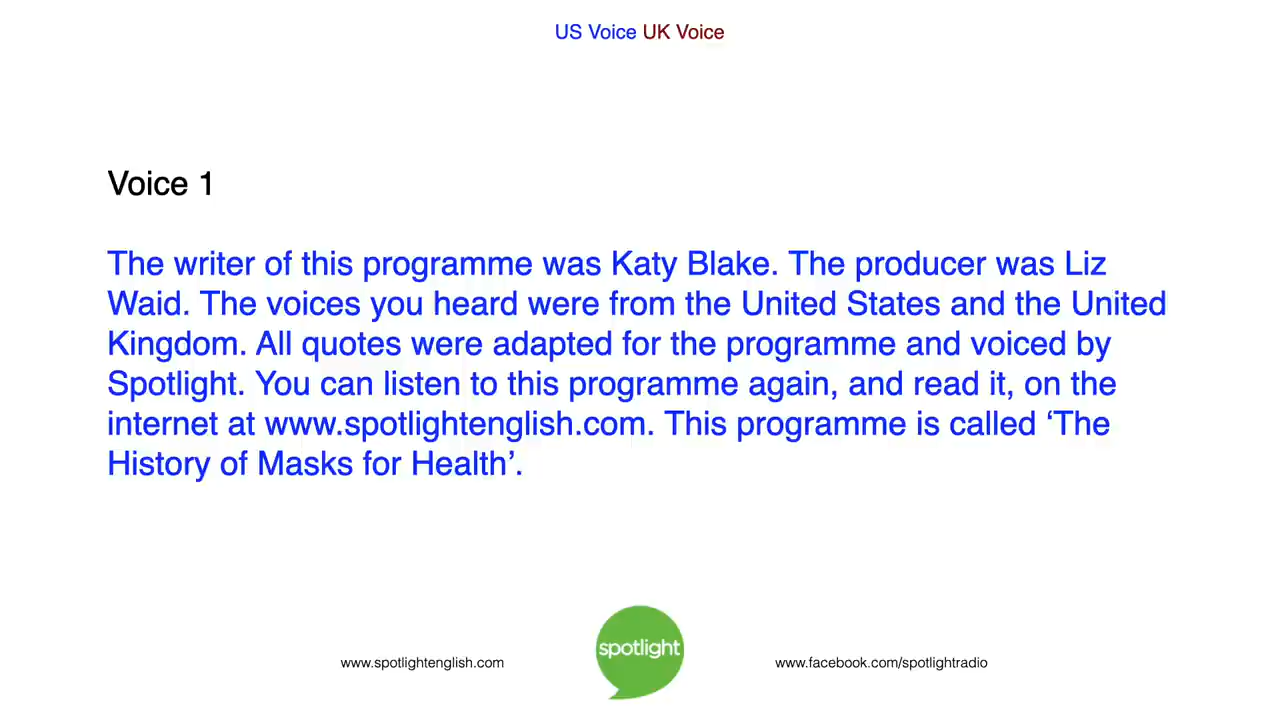 US Voice UK Voice
Voice 1
The writer of this programme was Katy Blake. The producer was Liz
Waid. The voices you heard were from the United States and the United
Kingdom. All quotes were adapted for the programme and voiced by
Spotlight. You can listen to this programme again, and read it, on the
internet at www.spotlightenglish.com. This programme is called ‘The
History of Masks for Health’.
spotlight
www.spotlightenglish.com
www.facebook.com/spotlightradio